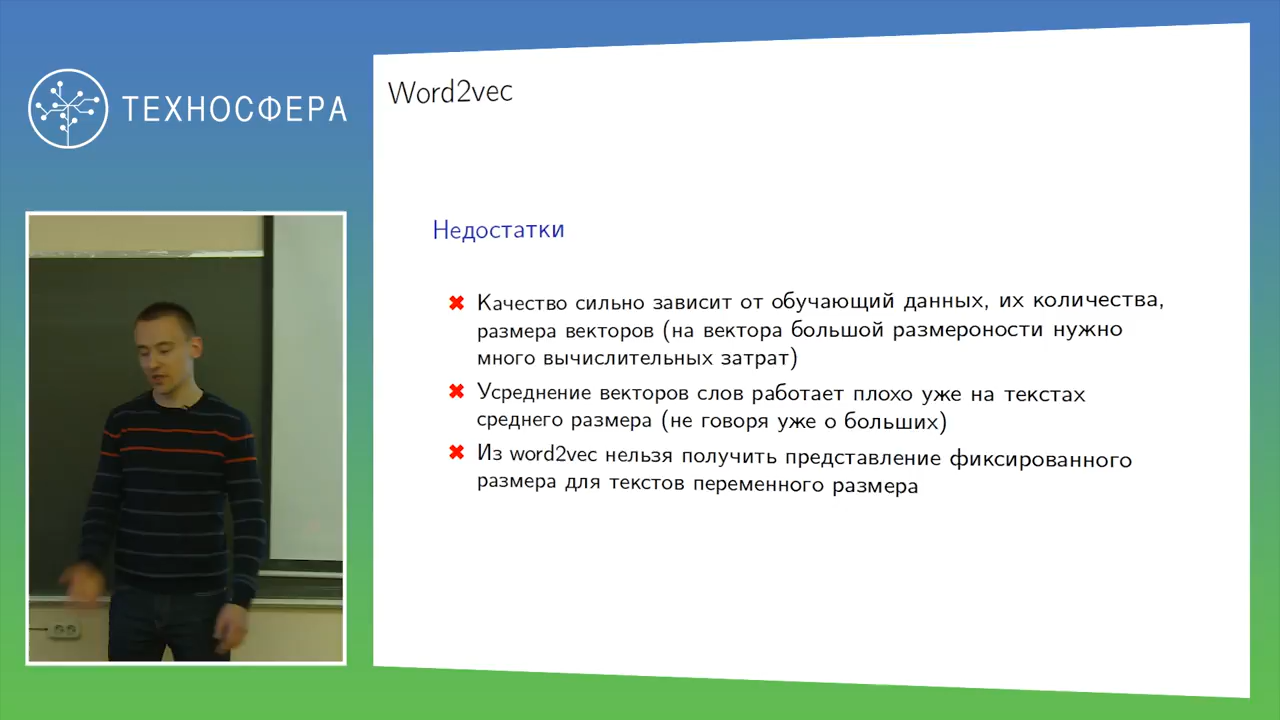 ТЕХНОСФЕРА
Word2vec
Недостатки
✖ Качество сильно зависит от обучающий данных, их количества,
размера векторов (на вектора большой размероности нужно
много вычислительных затрат)
✖ Усреднение векторов слов работает плохо уже на текстах
среднего размера (не говоря уже о больших)
✖ Из word2vec нельзя получить представление фиксированного
размера для текстов переменного размера